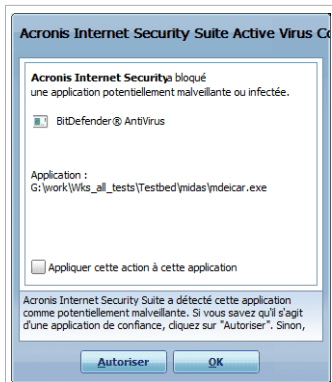 Acronis Internet Security Suite Active Virus Co
Acronis Internet Security a bloqué
une application potentiellement malveillante ou infectée.
BitDefender® AntiVirus
Application :
G:\work\Wks_all_tests\Testbed\midas\mdeicar.exe
Appliquer cette action à cette application
Acronis Internet Security Suite a détecté cette application
comme potentiellement malveillante. Si vous savez qu'il s'agit
d'une application de confiance, cliquez sur "Autoriser". Sinon,
Autoriser
OK